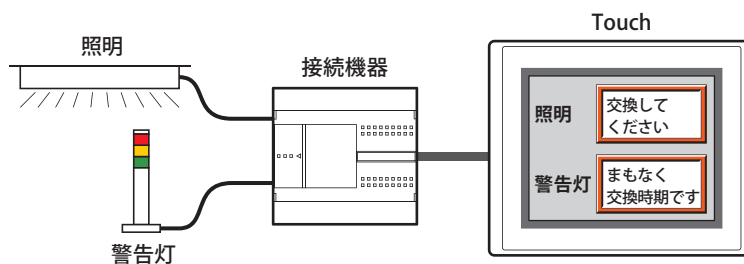 照明
警告灯
接続機器
Touch
照明
交換して
ください
警告灯
まもなく
交換時期です